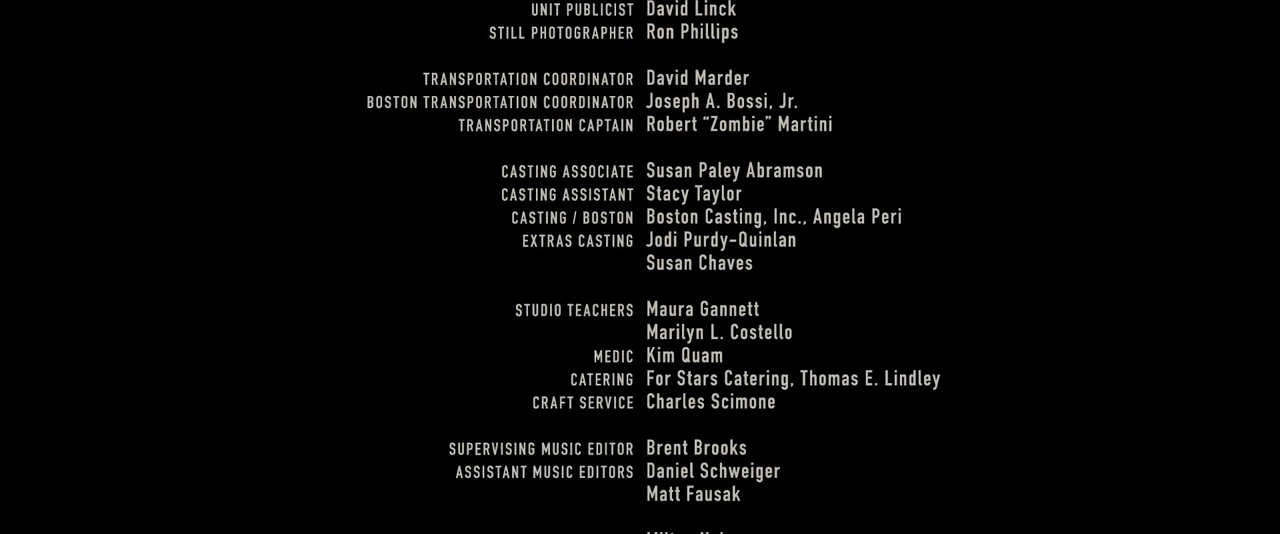 UNIT PUBLICIST David Linck
STILL PHOTOGRAPHER Ron Phillips
TRANSPORTATION COORDINATOR David Marder
BOSTON TRANSPORTATION COORDINATOR Joseph A. Bossi, Jr.
TRANSPORTATION CAPTAIN Robert “Zombie” Martini
CASTING ASSOCIATE Susan Paley Abramson
CASTING ASSISTANT Stacy Taylor
CASTING / BOSTON Boston Casting, Inc., Angela Peri
EXTRAS CASTING Jodi Purdy-Quinlan
Susan Chaves
STUDIO TEACHERS Maura Gannett
Marilyn L. Costello
MEDIC Kim Quam
CATERING For Stars Catering, Thomas E. Lindley
CRAFT SERVICE Charles Scimone
SUPERVISING MUSIC EDITOR Brent Brooks
ASSISTANT MUSIC EDITORS Daniel Schweiger
Matt Fausak